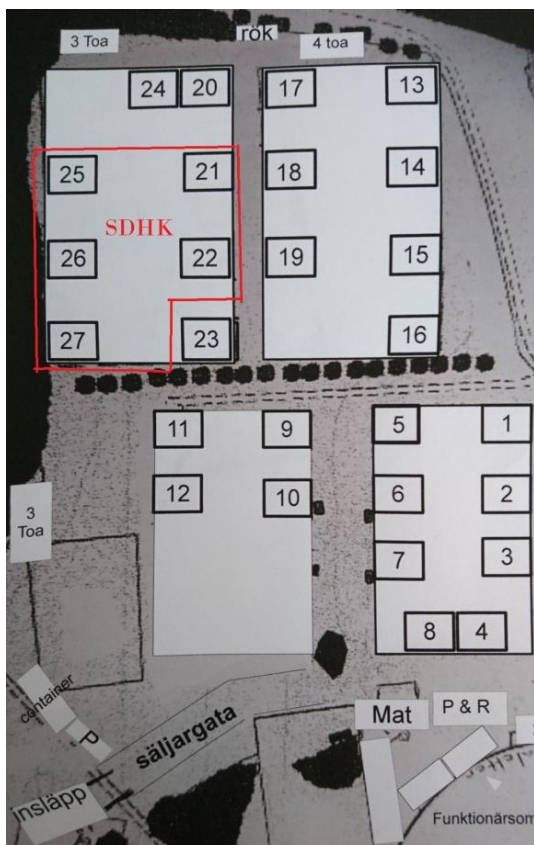 3 Toa
rök
4 toa
24
20
17
13
25
21
18
14
SDHK
26
22
19
15
27
23
16
11
9
5
1
12
10
6
2
3
Toa
7
3
8
4
container
P
säljargata
insläpp
Mat
P & R
Funktionärsom